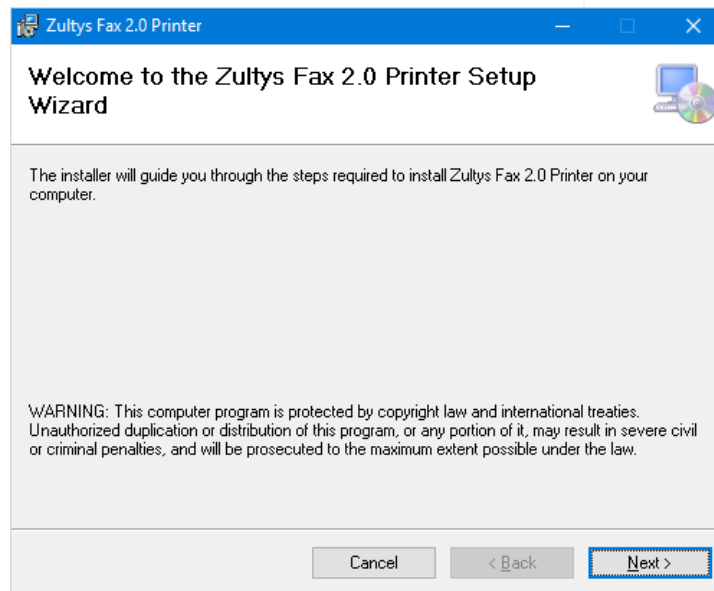 Zultys Fax 2.0 Printer
Welcome to the Zultys Fax 2.0 Printer Setup
Wizard
The installer will guide you through the steps required to install Zultys Fax 2.0 Printer on your
computer.
WARNING: This computer program is protected by copyright law and international treaties.
Unauthorized duplication or distribution of this program, or any portion of it, may result in severe civil
or criminal penalties, and will be prosecuted to the maximum extent possible under the law.
Cancel < Back Next >